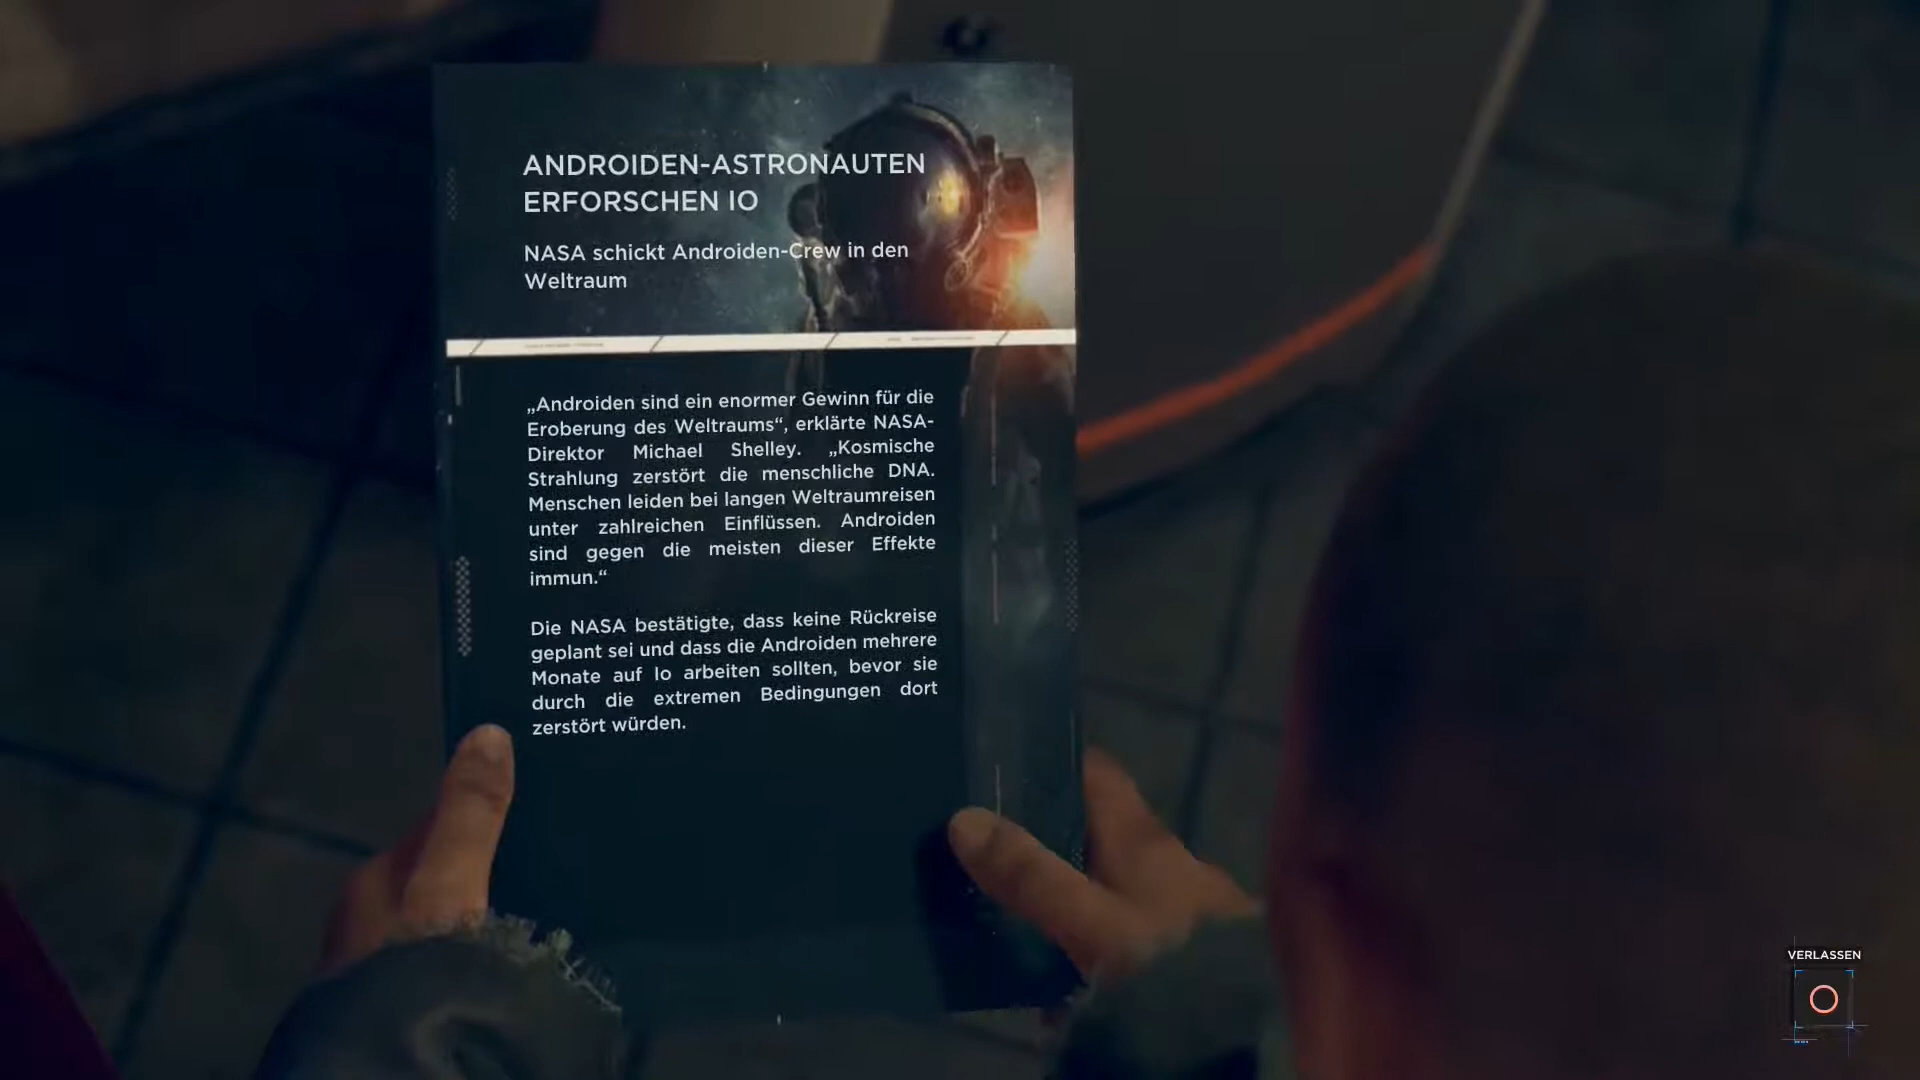 ANDROIDEN-ASTRONAUTEN
ERFORSCHEN IO
NASA schickt Androiden-Crew in den
Weltraum
„Androiden sind ein enormer Gewinn für die
Eroberung des Weltraums“, erklärte NASA-
Direktor Michael Shelley. „Kosmische
Strahlung zerstört die menschliche DNA.
Menschen leiden bei langen Weltraumreisen
unter zahlreichen Einflüssen. Androiden
sind gegen die meisten dieser Effekte
immun.“
Die NASA bestätigte, dass keine Rückreise
geplant sei und dass die Androiden mehrere
Monate auf Io arbeiten sollten, bevor sie
durch die extremen Bedingungen dort
zerstört würden.
VERLASSEN